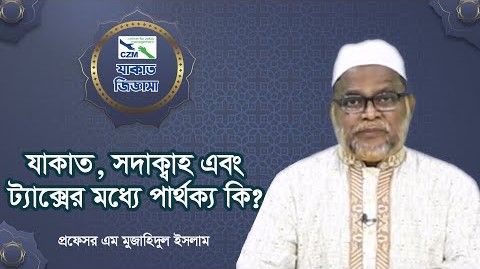 CZM
যাকাত
জিজ্ঞাসা
যাকাত, সদাক্বাহ এবং
ট্যাক্সের মধ্যে পার্থক্য কি?
প্রফেসর এম মুজাহিদুল ইসলাম